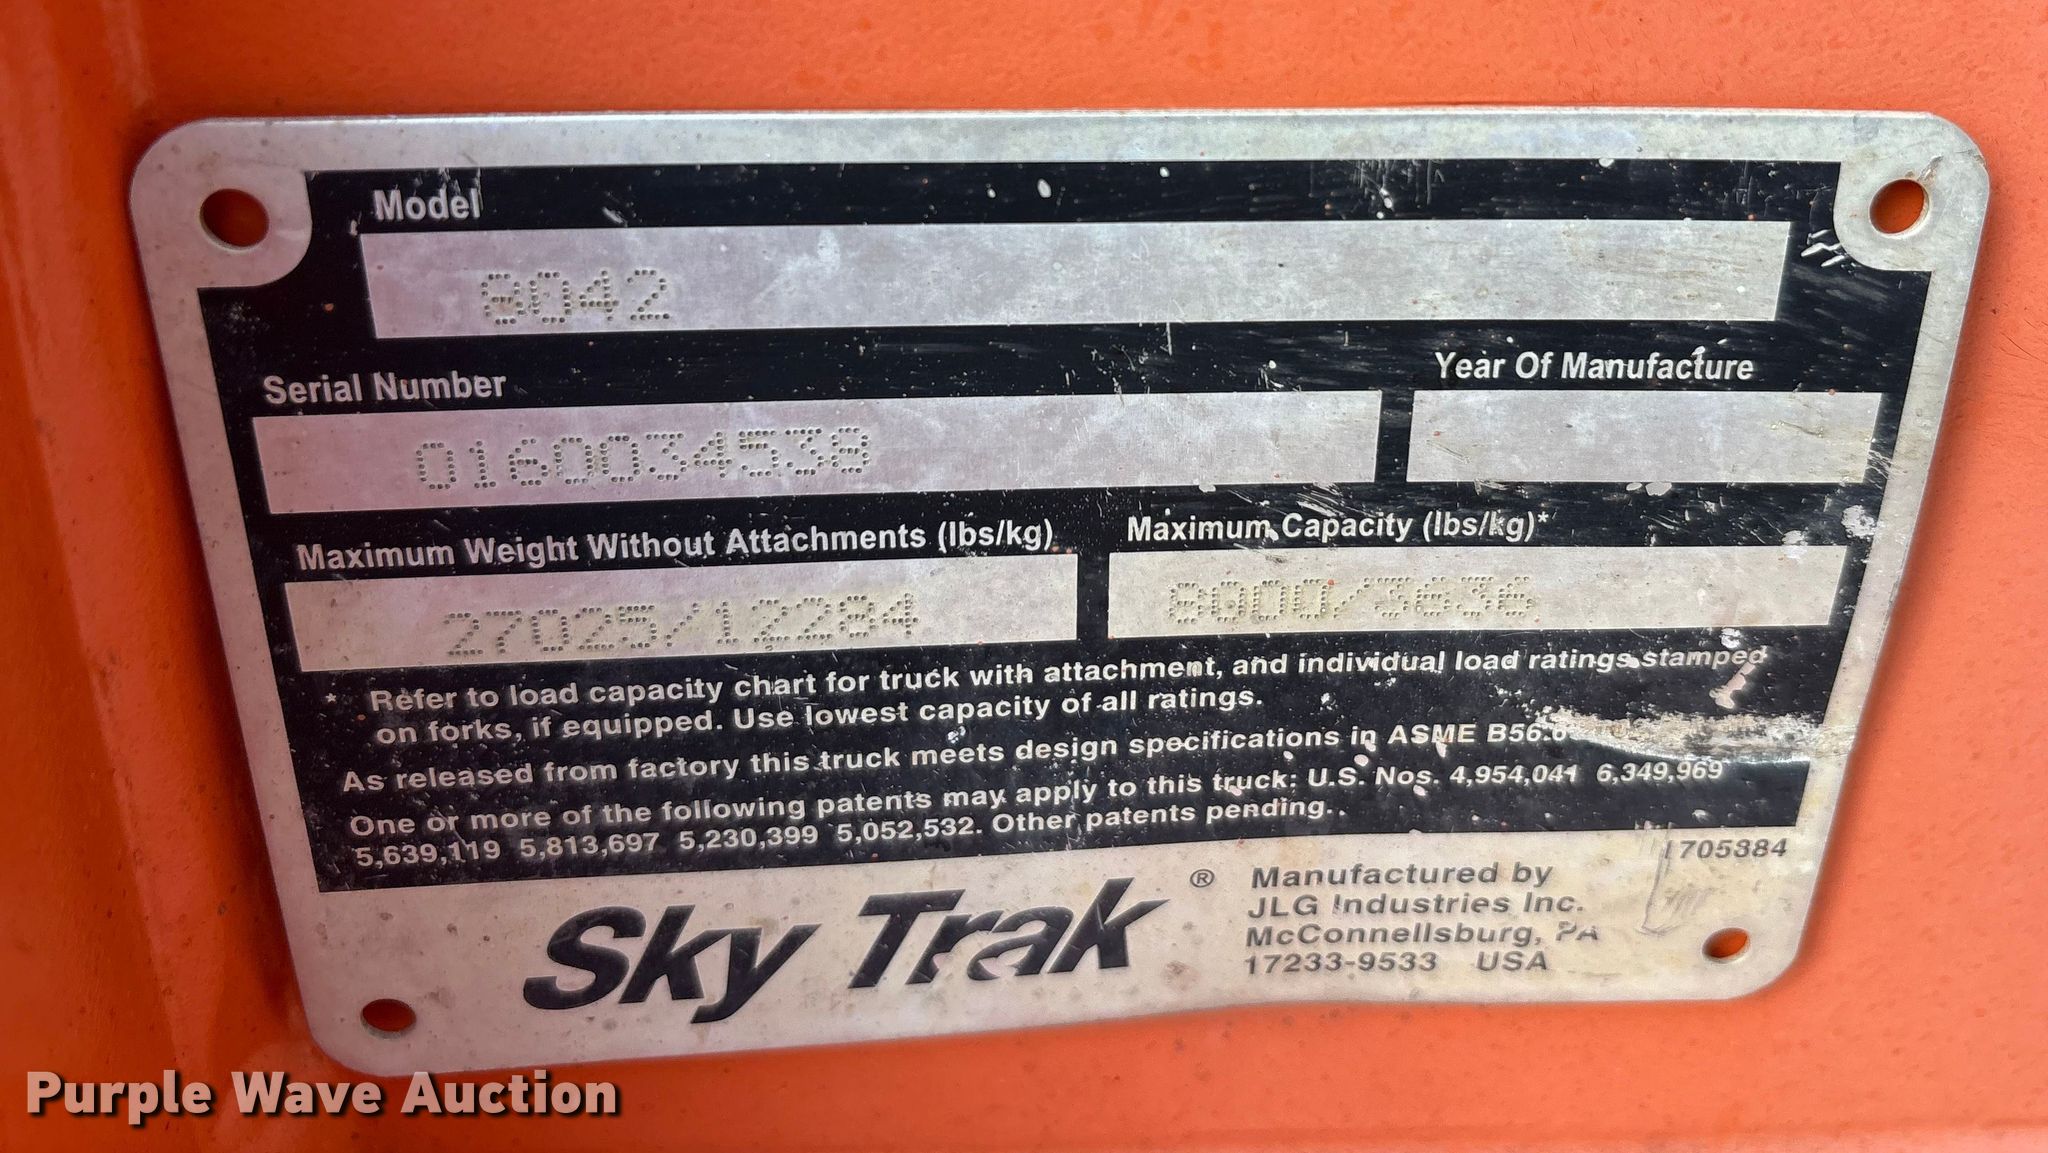 Model
8042
Serial Number
0160034538
Year Of Manufacture
Maximum Weight Without Attachments (lbs/kg)
27025/12284
Maximum Capacity (lbs/kg)*
8000/3636
* Refer to load capacity chart for truck with attachment, and individual load ratings stamped
on forks, if equipped. Use lowest capacity of all ratings.
As released from factory this truck meets design specifications in ASME B56.6
One or more of the following patents may apply to this truck: U.S. Nos. 4,954,041 6,349,969
5,639,119 5,813,697 5,230,399 5,052,532. Other patents pending.
1705384
Sky Trak ®
Manufactured by
JLG Industries Inc.
McConnellsburg, PA
17233-9533 USA
Purple Wave Auction